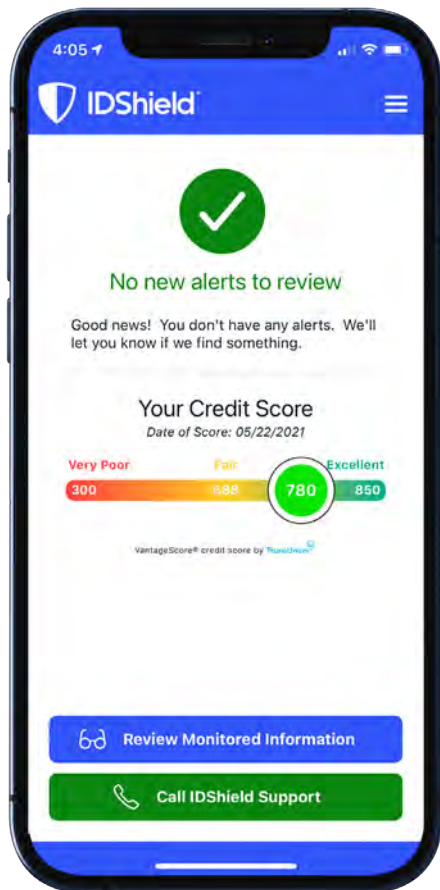 4:05
IDShield
No new alerts to review
Good news! You don't have any alerts. We'll
let you know if we find something.
Your Credit Score
Date of Score: 05/22/2021
Very Poor Fair Excellent
300 688 780 850
VantageScore® credit score by TransUnion
Review Monitored Information
Call IDShield Support